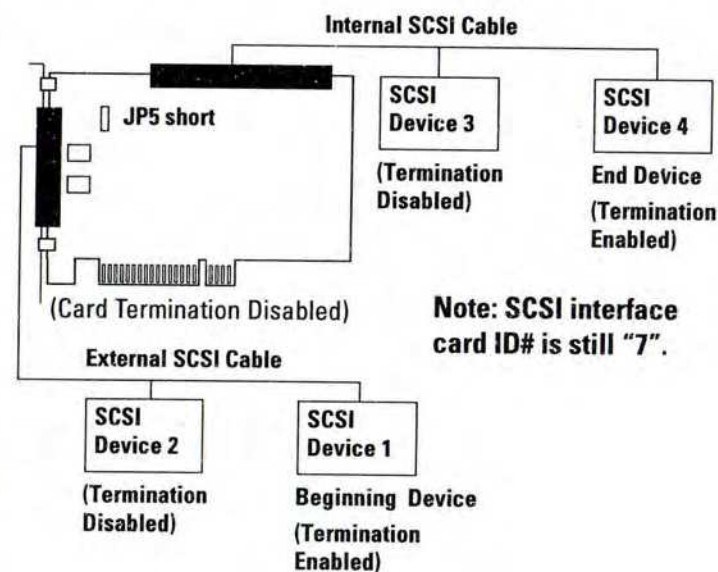 Internal SCSI Cable
JP5 short
SCSI
Device 3
(Termination
Disabled)
SCSI
Device 4
End Device
(Termination
Enabled)
(Card Termination Disabled)
Note: SCSI interface
card ID# is still “7”.
External SCSI Cable
SCSI
Device 2
(Termination
Disabled)
SCSI
Device 1
Beginning Device
(Termination
Enabled)